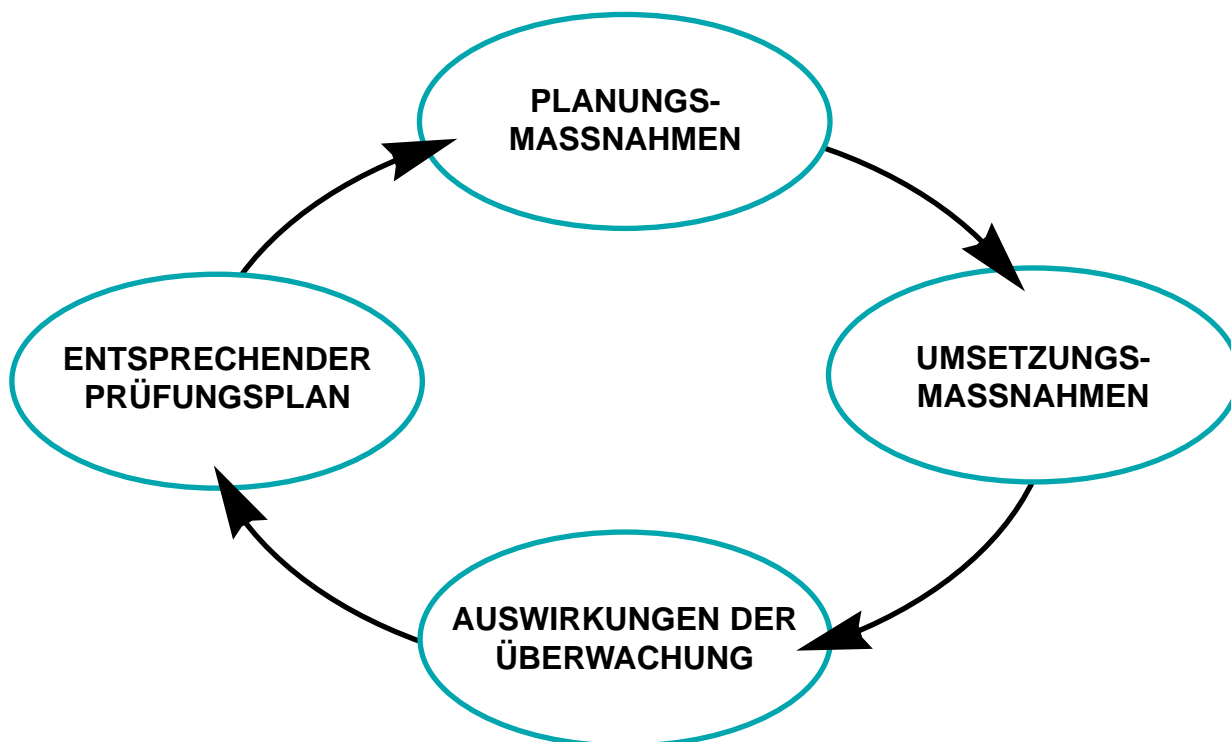 PLANUNGS-
MASSNAHMEN
ENTSPRECHENDER
PRÜFUNGSPLAN
UMSETZUNGS-
MASSNAHMEN
AUSWIRKUNGEN DER
ÜBERWACHUNG